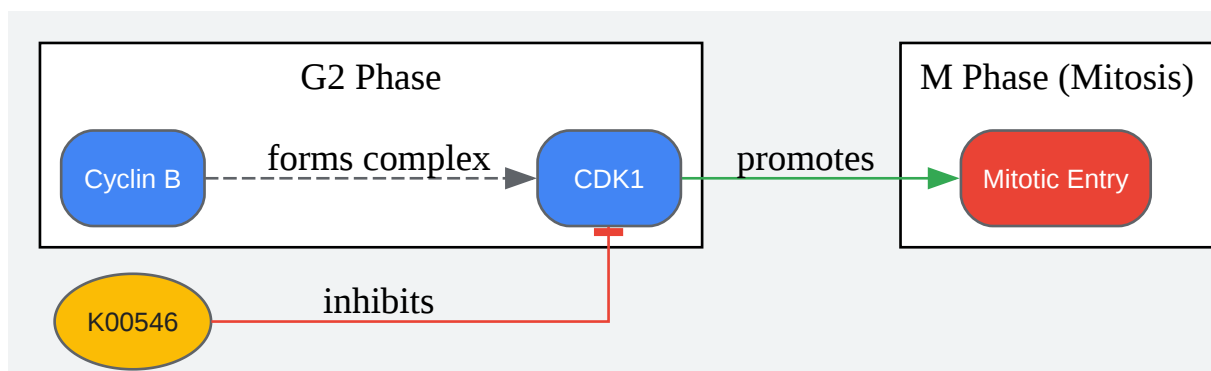 G2 Phase
M Phase (Mitosis)
Cyclin B
forms complex
CDK1
promotes
Mitotic Entry
K00546
inhibits